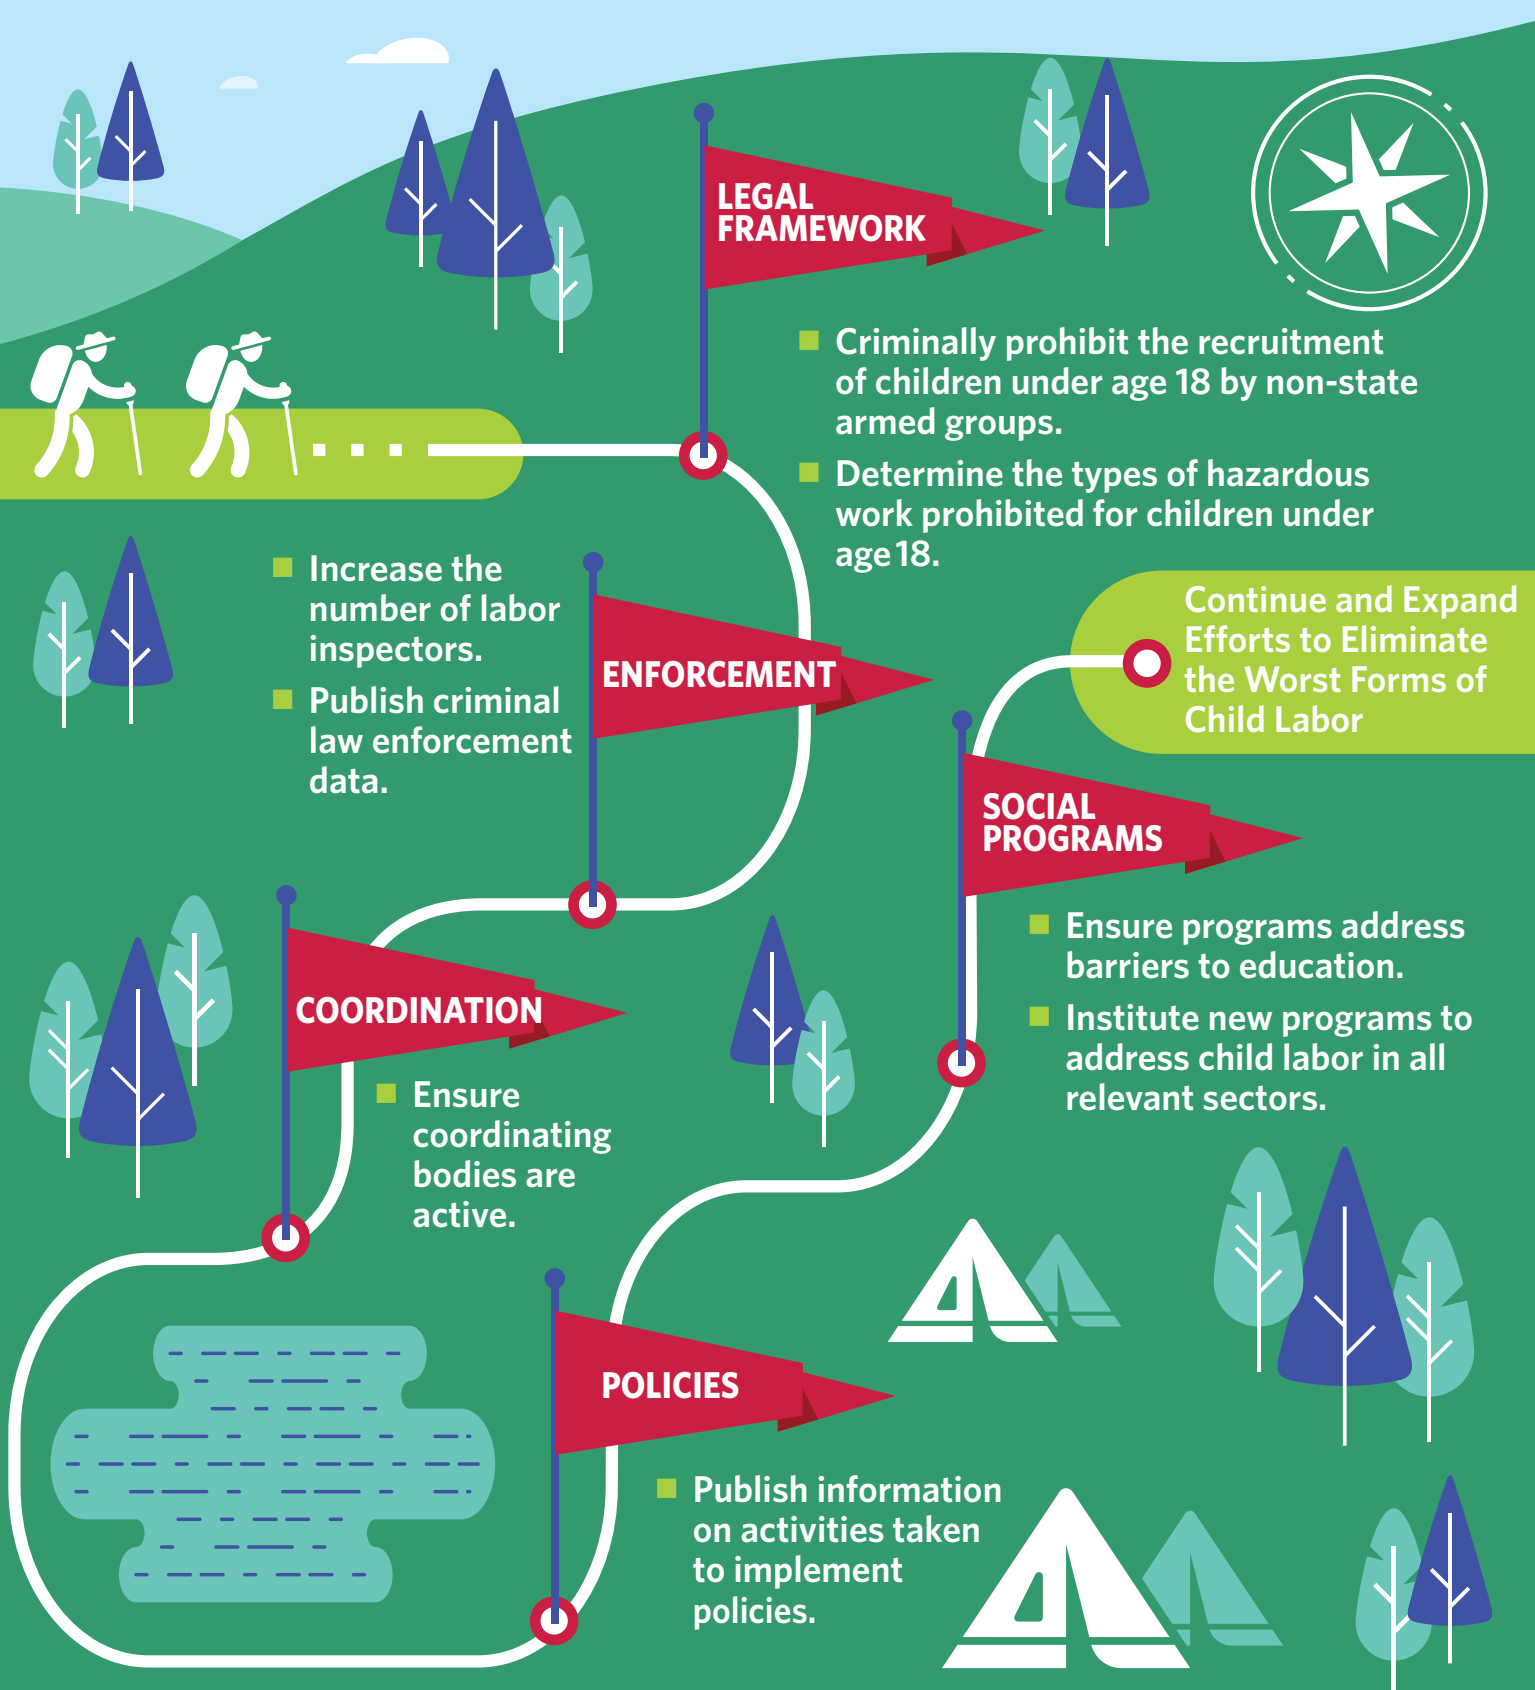 LEGAL
FRAMEWORK
Criminally prohibit the recruitment
of children under age 18 by non-state
armed groups.
Determine the types of hazardous
work prohibited for children under
age 18.
Increase the
number of labor
inspectors.
Publish criminal
law enforcement
data.
ENFORCEMENT
COORDINATION
Ensure
coordinating
bodies are
active.
POLICIES
Publish information
on activities taken
to implement
policies.
SOCIAL
PROGRAMS
Ensure programs address
barriers to education.
Institute new programs to
address child labor in all
relevant sectors.
Continue and Expand
Efforts to Eliminate
the Worst Forms of
Child Labor